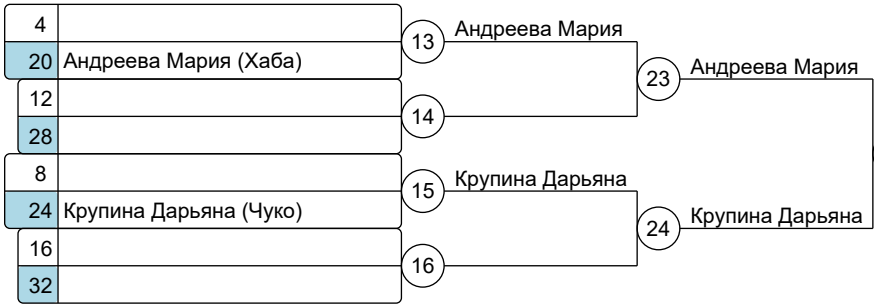 4
20 Андреева Мария (Хаба)
13 Андреева Мария
12
28
14
23 Андреева Мария
8
24 Крупина Дарьяна (Чуко)
15 Крупина Дарьяна
16
32
16
24 Крупина Дарьяна